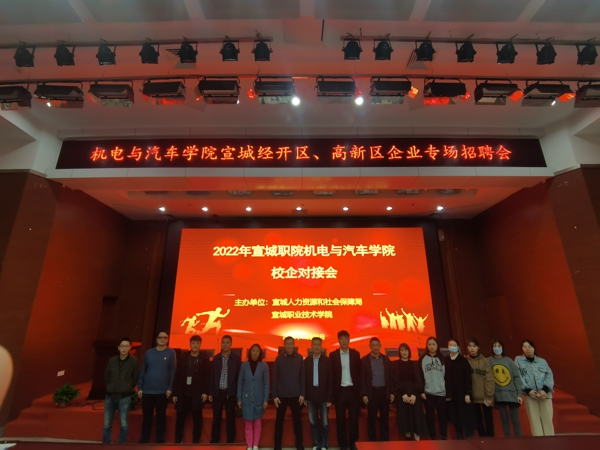 机电与汽车学院宣城经开区、高新区企业专场招聘会
2022年宣城职院机电与汽车学院
校企对接会
主办单位：宣城人力资源和社会保障局
宣城职业技术学院